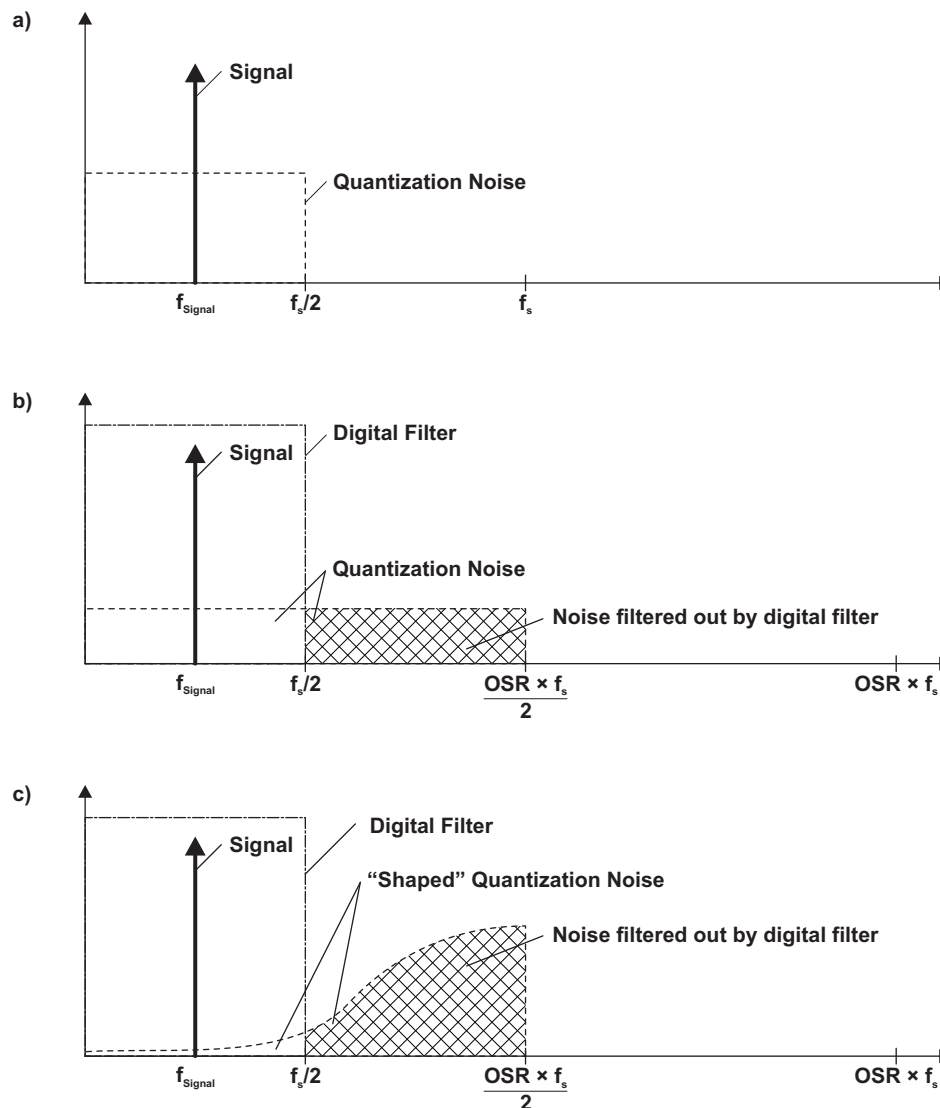 a)
Signal
Quantization Noise
fSignal
fs/2
fs
b)
Digital Filter
Signal
Quantization Noise
Noise filtered out by digital filter
fSignal
fs/2
OSR × fs
2
OSR × fs
c)
Digital Filter
Signal
“Shaped” Quantization Noise
Noise filtered out by digital filter
fSignal
fs/2
OSR × fs
2
OSR × fs